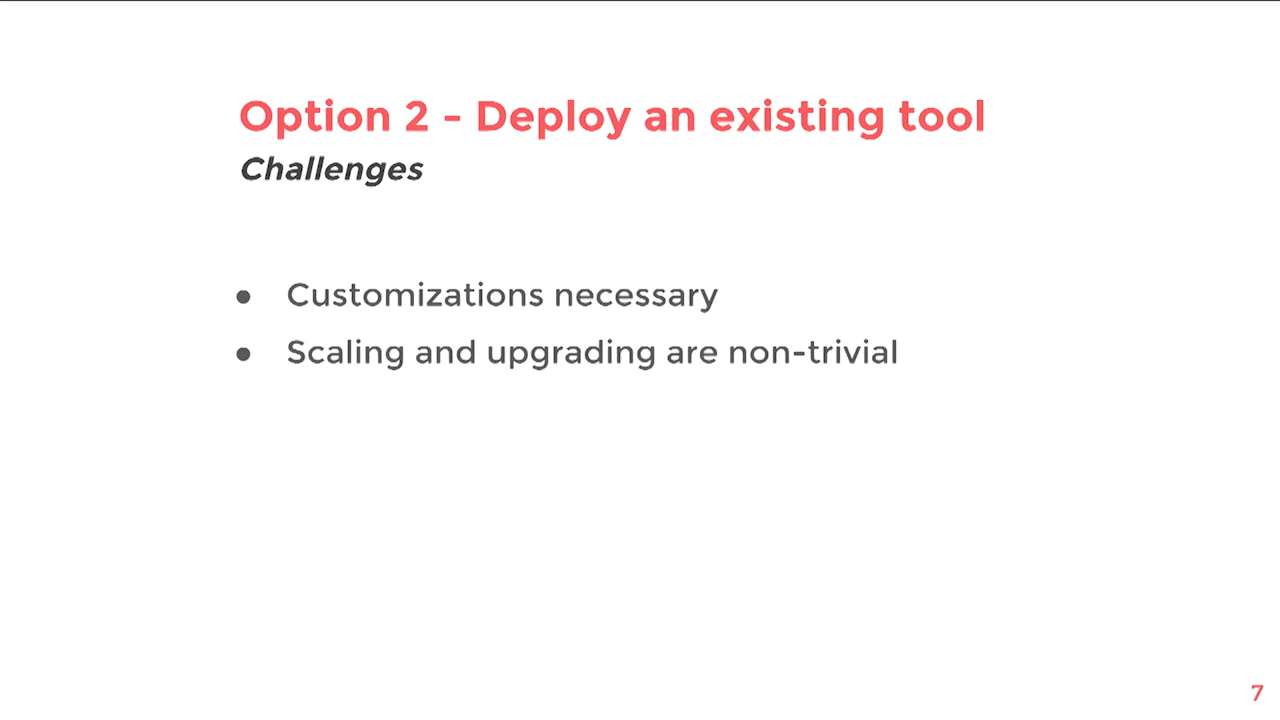 Option 2 - Deploy an existing tool
Challenges
● Customizations necessary
● Scaling and upgrading are non-trivial
7